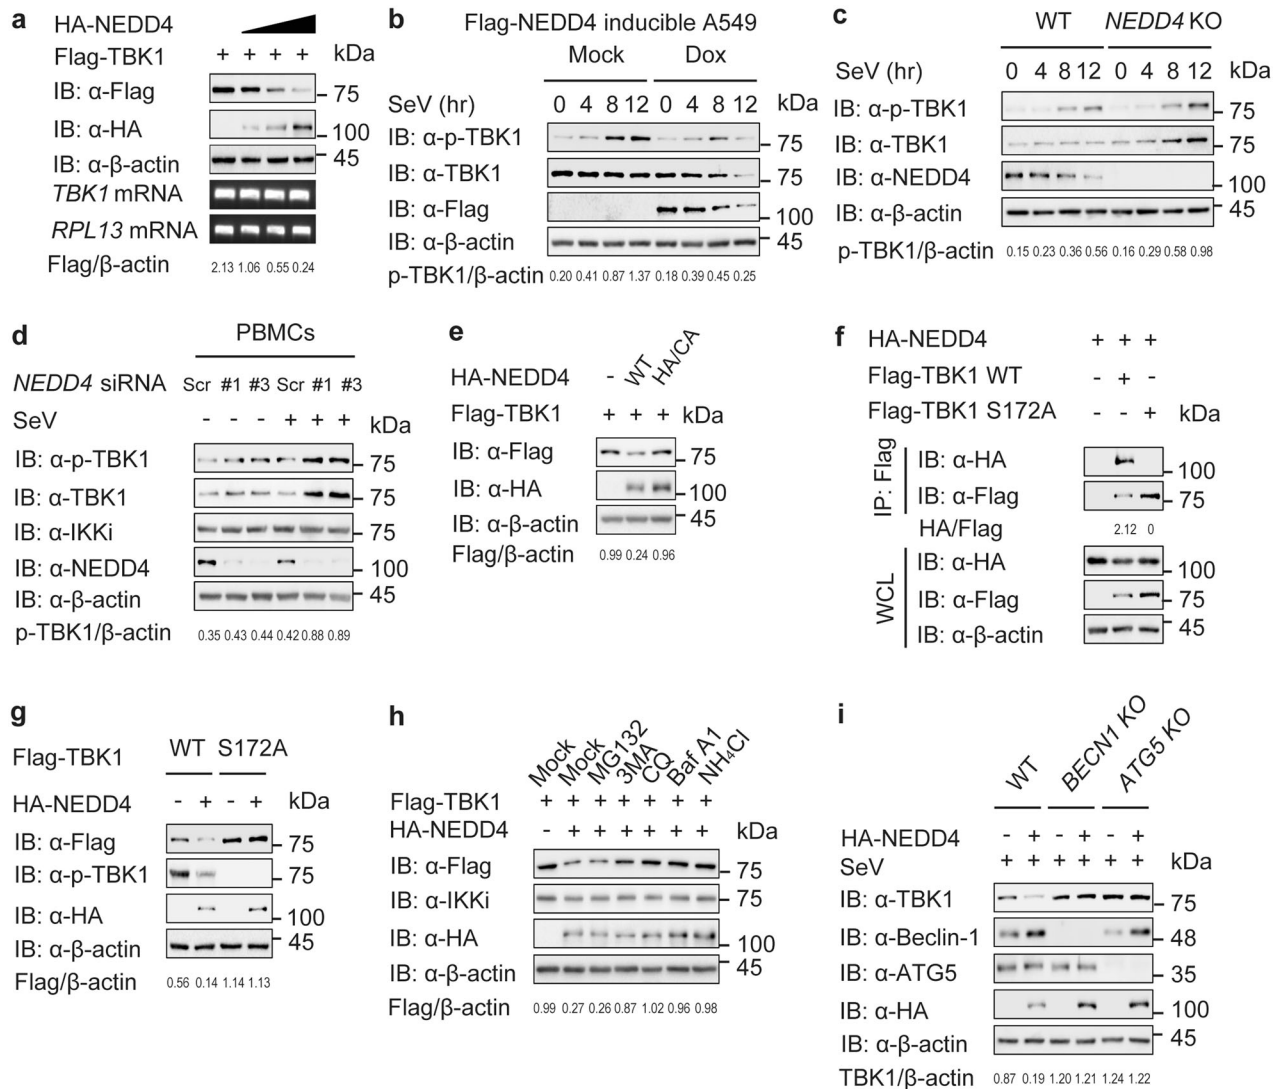 a
HA-NEDD4
Flag-TBK1 + + + + kDa
IB: α-Flag 75
IB: α-HA 100
IB: α-β-actin 45
TBK1 mRNA
RPL13 mRNA
Flag/β-actin 2.13 1.06 0.55 0.24
b
Flag-NEDD4 inducible A549
Mock Dox
SeV (hr) 0 4 8 12 0 4 8 12 kDa
IB: α-p-TBK1 75
IB: α-TBK1 75
IB: α-Flag 100
IB: α-β-actin 45
p-TBK1/β-actin 0.20 0.41 0.87 1.37 0.18 0.39 0.45 0.25
c
WT NEDD4 KO
SeV (hr) 0 4 8 12 0 4 8 12 kDa
IB: α-p-TBK1 75
IB: α-TBK1 75
IB: α-NEDD4 100
IB: α-β-actin 45
p-TBK1/β-actin 0.15 0.23 0.36 0.56 0.16 0.29 0.58 0.98
d
PBMCs
NEDD4 siRNA Scr #1 #3 Scr #1 #3
SeV - - - + + + kDa
IB: α-p-TBK1 75
IB: α-TBK1 75
IB: α-IKKi 75
IB: α-NEDD4 100
IB: α-β-actin 45
p-TBK1/β-actin 0.35 0.43 0.44 0.42 0.88 0.89
e
HA-NEDD4 - WT HA/CA
Flag-TBK1 + + + kDa
IB: α-Flag 75
IB: α-HA 100
IB: α-β-actin 45
Flag/β-actin 0.99 0.24 0.96
f
HA-NEDD4 + + +
Flag-TBK1 WT - + -
Flag-TBK1 S172A - - + kDa
IP: Flag
IB: α-HA 100
IB: α-Flag 75
HA/Flag 2.12 0
WCL
IB: α-HA 100
IB: α-Flag 75
IB: α-β-actin 45
g
Flag-TBK1 WT S172A
HA-NEDD4 - + - + kDa
IB: α-Flag 75
IB: α-p-TBK1 75
IB: α-HA 100
IB: α-β-actin 45
Flag/β-actin 0.56 0.14 1.14 1.13
h
Mock Mock MG132 3MA CQ Baf A1 NH₄Cl
Flag-TBK1 + + + + + + +
HA-NEDD4 - + + + + + + kDa
IB: α-Flag 75
IB: α-IKKi 75
IB: α-HA 100
IB: α-β-actin 45
Flag/β-actin 0.99 0.27 0.26 0.87 1.02 0.96 0.98
i
WT BECN1 KO ATG5 KO
HA-NEDD4 - + - + - +
SeV + + + + + + kDa
IB: α-TBK1 75
IB: α-Beclin-1 48
IB: α-ATG5 35
IB: α-HA 100
IB: α-β-actin 45
TBK1/β-actin 0.87 0.19 1.20 1.21 1.24 1.22